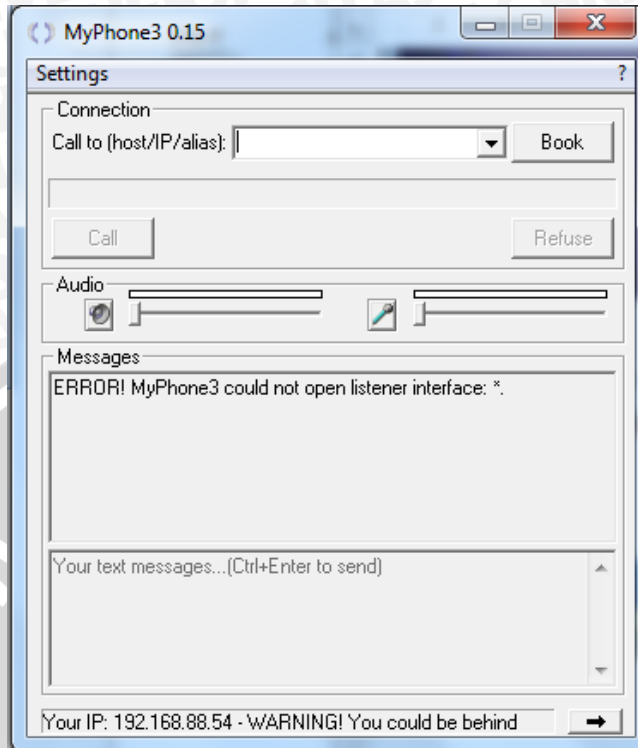 MyPhone3 0.15
Settings ?
Connection
Call to (host/IP/alias): Book
Call Refuse
Audio
Messages
ERROR! MyPhone3 could not open listener interface: *.
Your text messages...(Ctrl+Enter to send)
Your IP: 192.168.88.54 - WARNING! You could be behind